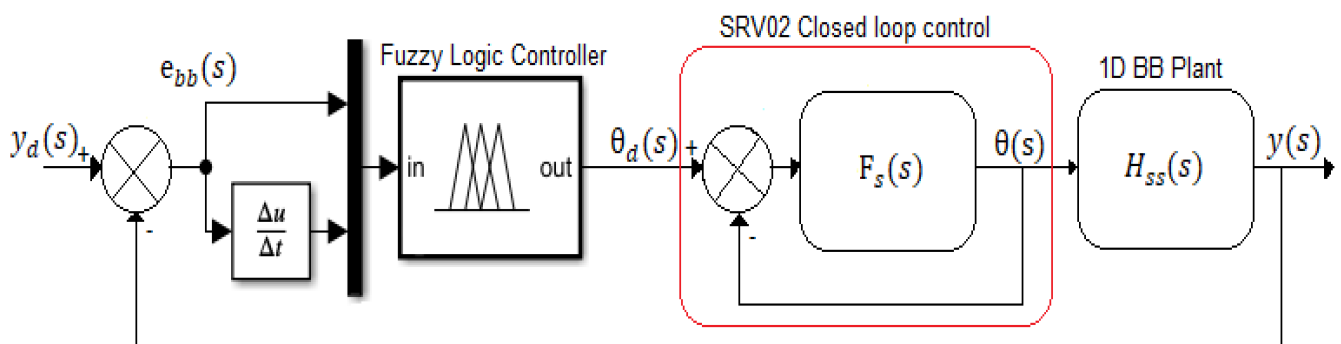 SRV02 Closed loop control
Fuzzy Logic Controller
1D BB Plant
e_bb(s)
y_d(s) +
-
Δu
Δt
in
out
θ_d(s) +
-
F_s(s)
θ(s)
H_ss(s)
y(s)